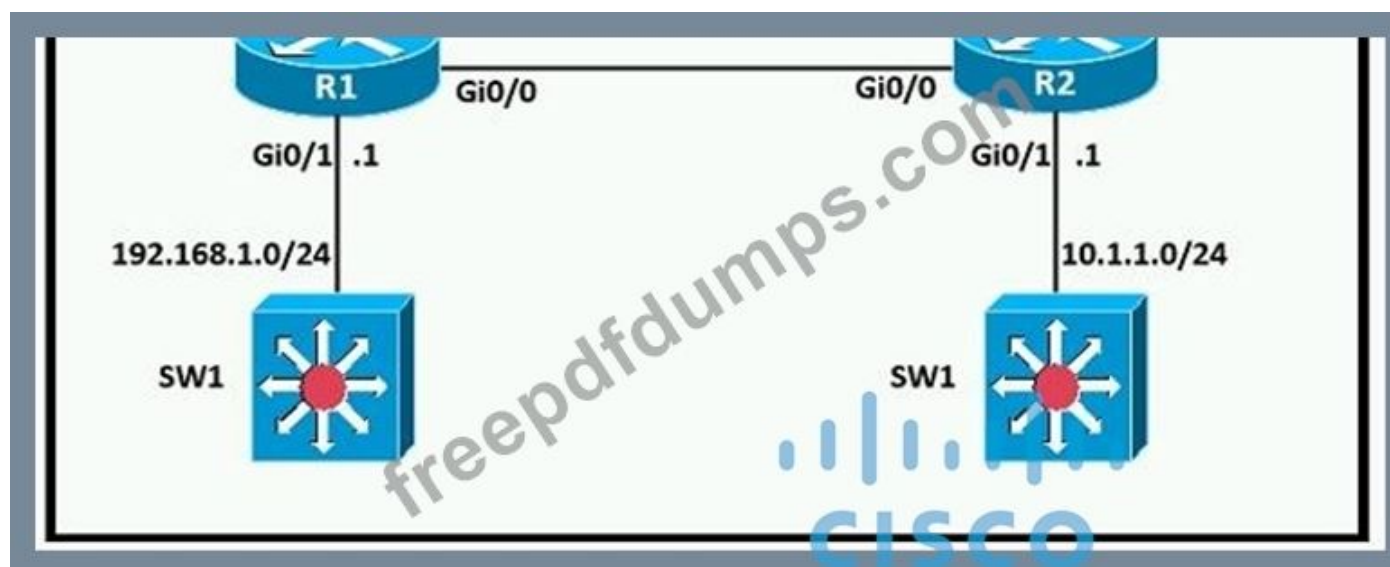 R1
Gi0/0
Gi0/0
R2
Gi0/1 .1
Gi0/1 .1
192.168.1.0/24
10.1.1.0/24
SW1
SW1
freepdfdumps.com
CISCO